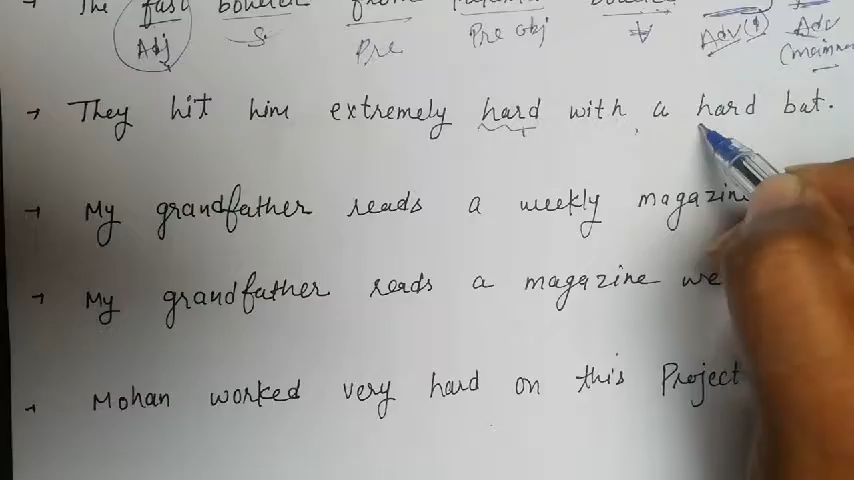 → The fast bowler from
Adj S Pre Pre obj V Adv Adv
→ They hit him extremely hard with a hard bat.
→ My grandfather reads a weekly magazine
→ My grandfather reads a magazine we
→ Mohan worked very hard on this Project